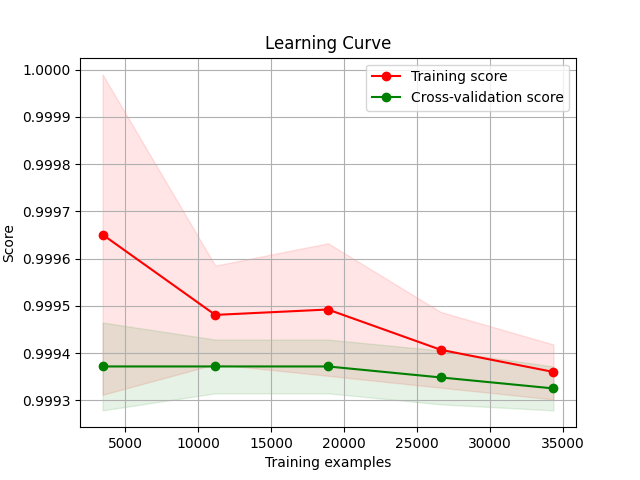 Learning Curve
Training score
Cross-validation score
1.0000
0.9999
0.9998
0.9997
0.9996
0.9995
0.9994
0.9993
Score
5000 10000 15000 20000 25000 30000 35000
Training examples